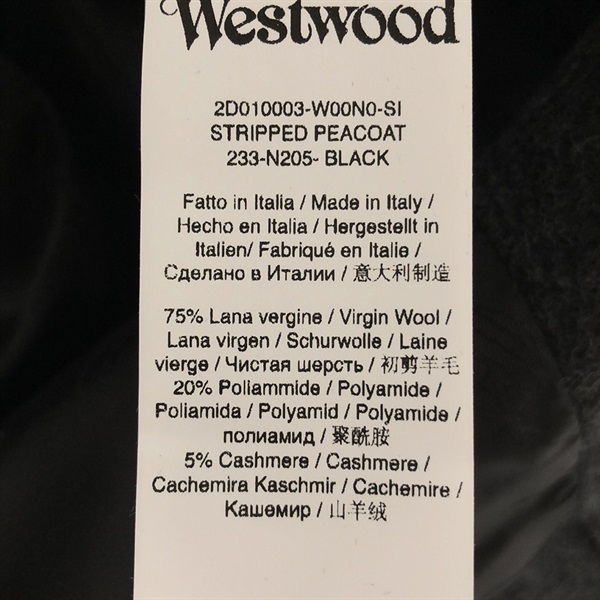 Westwood
2D010003-W00N0-SI
STRIPPED PEACOAT
233-N205- BLACK
Fatto in Italia / Made in Italy /
Hecho en Italia / Hergestellt in
Italien/ Fabriqué en Italie /
Сделано в Италии / 意大利制造
75% Lana vergine / Virgin Wool /
Lana virgen / Schurwolle / Laine
vierge / Чистая шерсть / 初剪羊毛
20% Poliammide / Polyamide /
Poliamida / Polyamid / Polyamide /
полиамид / 聚酰胺
5% Cashmere / Cashmere /
Cachemira Kaschmir / Cachemire /
Кашемир / 山羊绒